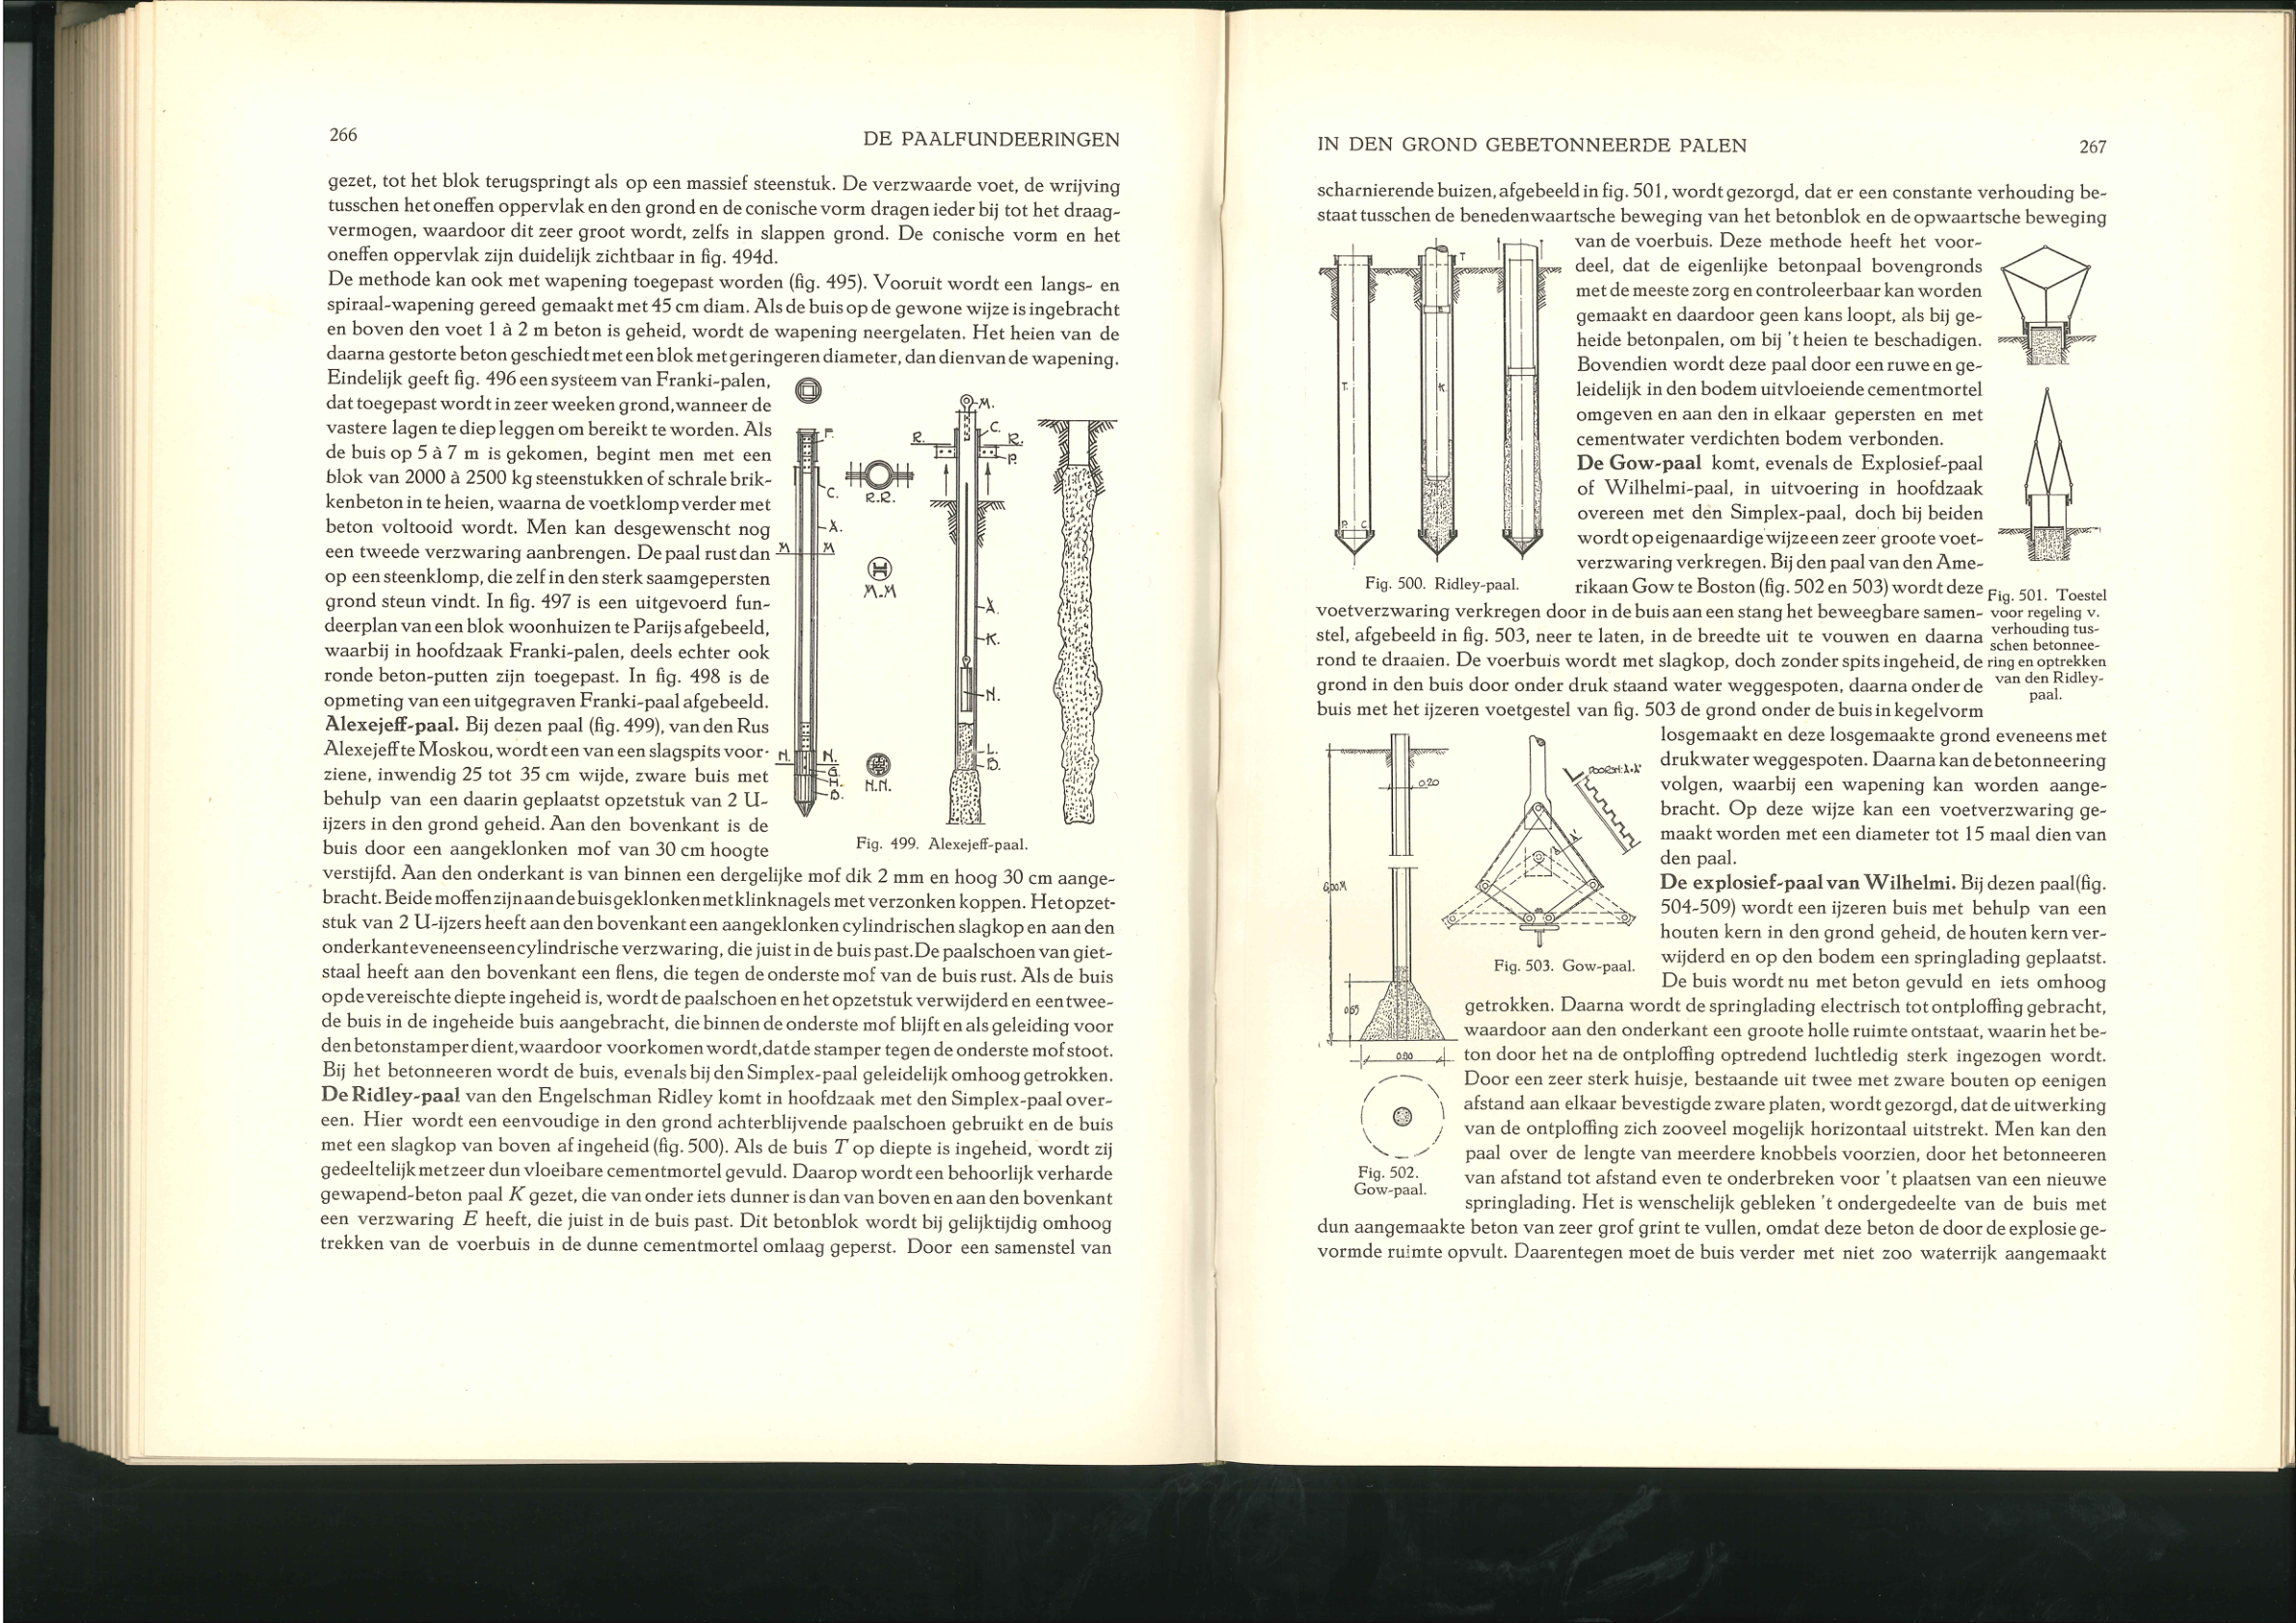 266
DE PAALFUNDEERINGEN
gezet, tot het blok terugspringt als op een massief steenstuk. De verzwaarde voet, de wrijving
tusschen het oneffen oppervlak en den grond en de conische vorm dragen ieder bij tot het draag-
vermogen, waardoor dit zeer groot wordt, zelfs in slappen grond. De conische vorm en het
oneffen oppervlak zijn duidelijk zichtbaar in fig. 494d.
De methode kan ook met wapening toegepast worden (fig. 495). Vooruit wordt een langs- en
spiraal-wapening gereed gemaakt met 45 cm diam. Als de buis op de gewone wijze is ingebracht
en boven den voet 1 à 2 m beton is geheid, wordt de wapening neergelaten. Het heien van de
daarna gestorte beton geschiedt met een blok met geringeren diameter, dan dien van de wapening.
Eindelijk geeft fig. 496 een systeem van Franki-palen,
dat toegepast wordt in zeer weeken grond, wanneer de
vastere lagen te diep leggen om bereikt te worden. Als
de buis op 5 à 7 m is gekomen, begint men met een
blok van 2000 à 2500 kg steenstukken of schrale brik-
kenbeton in te heien, waarna de voetklomp verder met
beton voltooid wordt. Men kan desgewenscht nog
een tweede verzwaring aanbrengen. De paal rust dan
op een steenklomp, die zelf in den sterk saamgepersten
grond steun vindt. In fig. 497 is een uitgevoerd fun-
deerplan van een blok woonhuizen te Parijs afgebeeld,
waarbij in hoofdzaak Franki-palen, deels echter ook
ronde beton-putten zijn toegepast. In fig. 498 is de
opmeting van een uitgegraven Franki-paal afgebeeld.
Alexejeff-paal. Bij dezen paal (fig. 499), van den Rus
Alexejeff te Moskou, wordt een van een slagspits voor-
ziene, inwendig 25 tot 35 cm wijde, zware buis met
behulp van een daarin geplaatst opzetstuk van 2 U-
ijzers in den grond geheid. Aan den bovenkant is de
buis door een aangeklonken mof van 30 cm hoogte
F.
C.
A.
M
M
N.
N.
G.
H.
B.
R.R.
M.M
N.N.
M.
C.
R.
R.
P.
A.
K.
N.
L.
B.
Fig. 499. Alexejeff-paal.
verstijfd. Aan den onderkant is van binnen een dergelijke mof dik 2 mm en hoog 30 cm aange-
bracht. Beide moffen zijn aan de buis geklonken met klinknagels met verzonken koppen. Het opzet-
stuk van 2 U-ijzers heeft aan den bovenkant een aangeklonken cylindrischen slagkop en aan den
onderkant eveneens een cylindrische verzwaring, die juist in de buis past. De paalschoen van giet-
staal heeft aan den bovenkant een flens, die tegen de onderste mof van de buis rust. Als de buis
op de vereischte diepte ingeheid is, wordt de paalschoen en het opzetstuk verwijderd en een twee-
de buis in de ingeheide buis aangebracht, die binnen de onderste mof blijft en als geleiding voor
den betonstamper dient, waardoor voorkomen wordt, dat de stamper tegen de onderste mof stoot.
Bij het betonneeren wordt de buis, evenals bij den Simplex-paal geleidelijk omhoog getrokken.
De Ridley-paal van den Engelschman Ridley komt in hoofdzaak met den Simplex-paal over-
een. Hier wordt een eenvoudige in den grond achterblijvende paalschoen gebruikt en de buis
met een slagkop van boven af ingeheid (fig. 500). Als de buis T op diepte is ingeheid, wordt zij
gedeeltelijk met zeer dun vloeibare cementmortel gevuld. Daarop wordt een behoorlijk verharde
gewapend-beton paal K gezet, die van onder iets dunner is dan van boven en aan den bovenkant
een verzwaring E heeft, die juist in de buis past. Dit betonblok wordt bij gelijktijdig omhoog
trekken van de voerbuis in de dunne cementmortel omlaag geperst. Door een samenstel van
IN DEN GROND GEBETONNEERDE PALEN
267
scharnierende buizen, afgebeeld in fig. 501, wordt gezorgd, dat er een constante verhouding be-
staat tusschen de benedenwaartsche beweging van het betonblok en de opwaartsche beweging
van de voerbuis. Deze methode heeft het voor-
deel, dat de eigenlijke betonpaal bovengronds
met de meeste zorg en controleerbaar kan worden
gemaakt en daardoor geen kans loopt, als bij ge-
heide betonpalen, om bij 't heien te beschadigen.
Bovendien wordt deze paal door een ruwe en ge-
leidelijk in den bodem uitvloeiende cementmortel
omgeven en aan den in elkaar gepersten en met
cementwater verdichten bodem verbonden.
De Gow-paal komt, evenals de Explosief-paal
of Wilhelmi-paal, in uitvoering in hoofdzaak
overeen met den Simplex-paal, doch bij beiden
wordt op eigenaardige wijze een zeer groote voet-
verzwaring verkregen. Bij den paal van den Ame-
rikaan Gow te Boston (fig. 502 en 503) wordt deze
T
E
T.
K.
P. C.
Fig. 500. Ridley-paal.
Fig. 501. Toestel
voor regeling v.
verhouding tus-
schen betonnee-
ring en optrekken
van den Ridley-
paal.
voetverzwaring verkregen door in de buis aan een stang het beweegbare samen-
stel, afgebeeld in fig. 503, neer te laten, in de breedte uit te vouwen en daarna
rond te draaien. De voerbuis wordt met slagkop, doch zonder spits ingeheid, de
grond in den buis door onder druk staand water weggespoten, daarna onder de
buis met het ijzeren voetgestel van fig. 503 de grond onder de buis in kegelvorm
losgemaakt en deze losgemaakte grond eveneens met
drukwater weggespoten. Daarna kan de betonneering
volgen, waarbij een wapening kan worden aange-
bracht. Op deze wijze kan een voetverzwaring ge-
maakt worden met een diameter tot 15 maal dien van
den paal.
De explosief-paal van Wilhelmi. Bij dezen paal (fig.
504-509) wordt een ijzeren buis met behulp van een
houten kern in den grond geheid, de houten kern ver-
wijderd en op den bodem een springlading geplaatst.
De buis wordt nu met beton gevuld en iets omhoog
0.20
0.90
Fig. 503. Gow-paal.
Fig. 502.
Gow-paal.
getrokken. Daarna wordt de springlading electrisch tot ontploffing gebracht,
waardoor aan den onderkant een groote holle ruimte ontstaat, waarin het be-
ton door het na de ontploffing optredend luchtledig sterk ingezogen wordt.
Door een zeer sterk huisje, bestaande uit twee met zware bouten op eenigen
afstand aan elkaar bevestigde zware platen, wordt gezorgd, dat de uitwerking
van de ontploffing zich zooveel mogelijk horizontaal uitstrekt. Men kan den
paal over de lengte van meerdere knobbels voorzien, door het betonneeren
van afstand tot afstand even te onderbreken voor 't plaatsen van een nieuwe
springlading. Het is wenschelijk gebleken 't ondergedeelte van de buis met
dun aangemaakte beton van zeer grof grint te vullen, omdat deze beton de door de explosie ge-
vormde ruimte opvult. Daarentegen moet de buis verder met niet zoo waterrijk aangemaakt